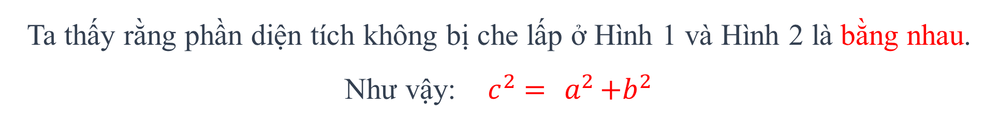 Ta thấy rằng phần diện tích không bị che lấp ở Hình 1 và Hình 2 là bằng nhau.
Như vậy: c² = a² +b²